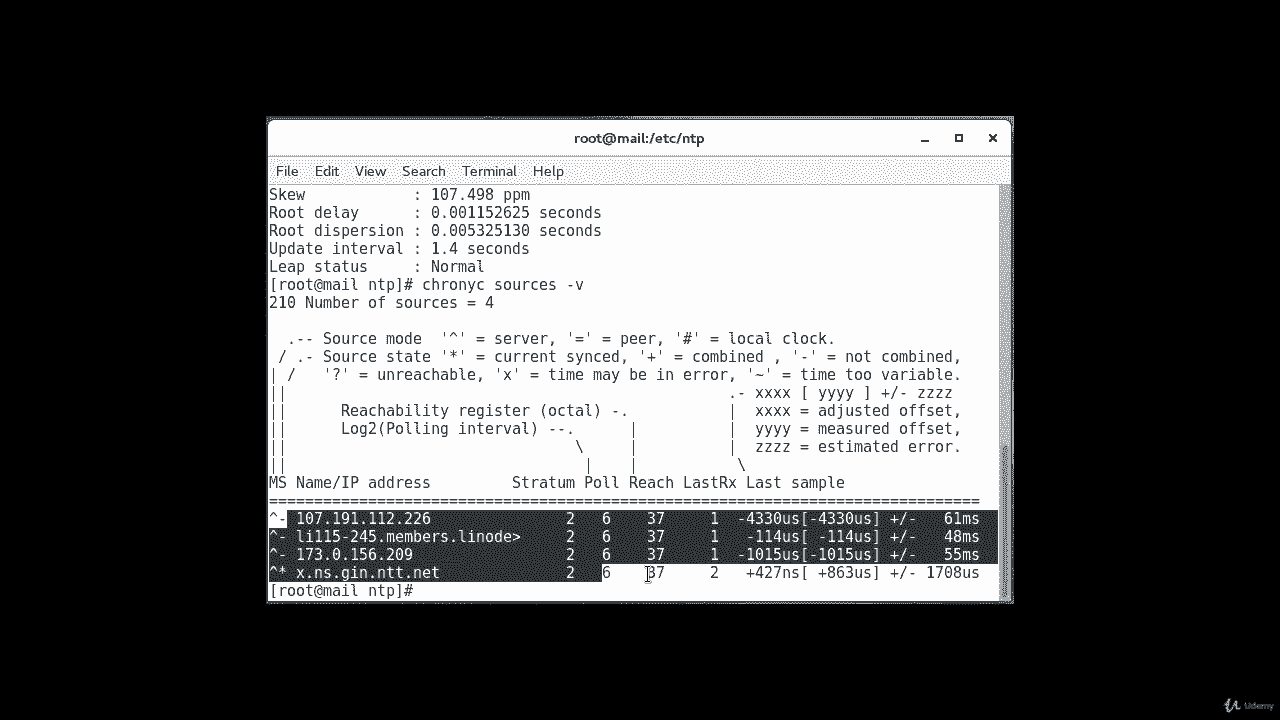 root@mail:/etc/ntp
File Edit View Search Terminal Help
Skew          : 107.498 ppm
Root delay      : 0.001152625 seconds
Root dispersion : 0.005325130 seconds
Update interval : 1.4 seconds
Leap status     : Normal
[root@mail ntp]# chronyc sources -v
210 Number of sources = 4
  .-- Source mode  '^' = server, '=' = peer, '#' = local clock.
 / .- Source state '*' = current synced, '+' = combined , '-' = not combined,
| /   '?' = unreachable, 'x' = time may be in error, '~' = time too variable.
||                                                 .- xxxx [ yyyy ] +/- zzzz
||      Reachability register (octal) -.           |  xxxx = adjusted offset,
||      Log2(Polling interval) --.      |          |  yyyy = measured offset,
||                                \     |          |  zzzz = estimated error.
||                                 |    |           \
MS Name/IP address         Stratum Poll Reach LastRx Last sample
===============================================================================
^- 107.191.112.226               2   6    37     1  -4330us[-4330us] +/-   61ms
^- li115-245.members.linode>     2   6    37     1   -114us[ -114us] +/-   48ms
^- 173.0.156.209                 2   6    37     1  -1015us[-1015us] +/-   55ms
^* x.ns.gin.ntt.net              2   6    37     2   +427ns[ +863us] +/- 1708us
[root@mail ntp]#
Udemy